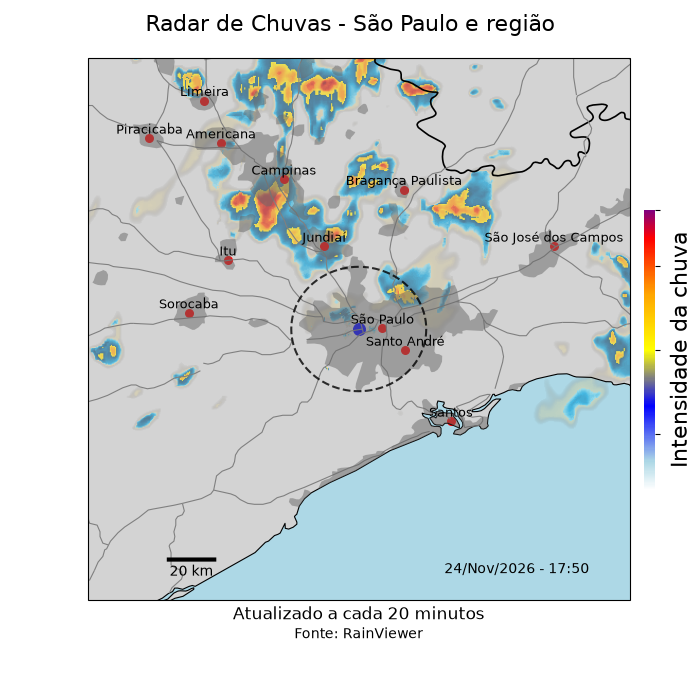 Radar de Chuvas - São Paulo e região
Limeira
Piracicaba
Americana
Campinas
Bragança Paulista
Jundiaí
São José dos Campos
Itu
Sorocaba
São Paulo
Santo André
Santos
Intensidade da chuva
20 km
24/Nov/2026 - 17:50
Atualizado a cada 20 minutos
Fonte: RainViewer